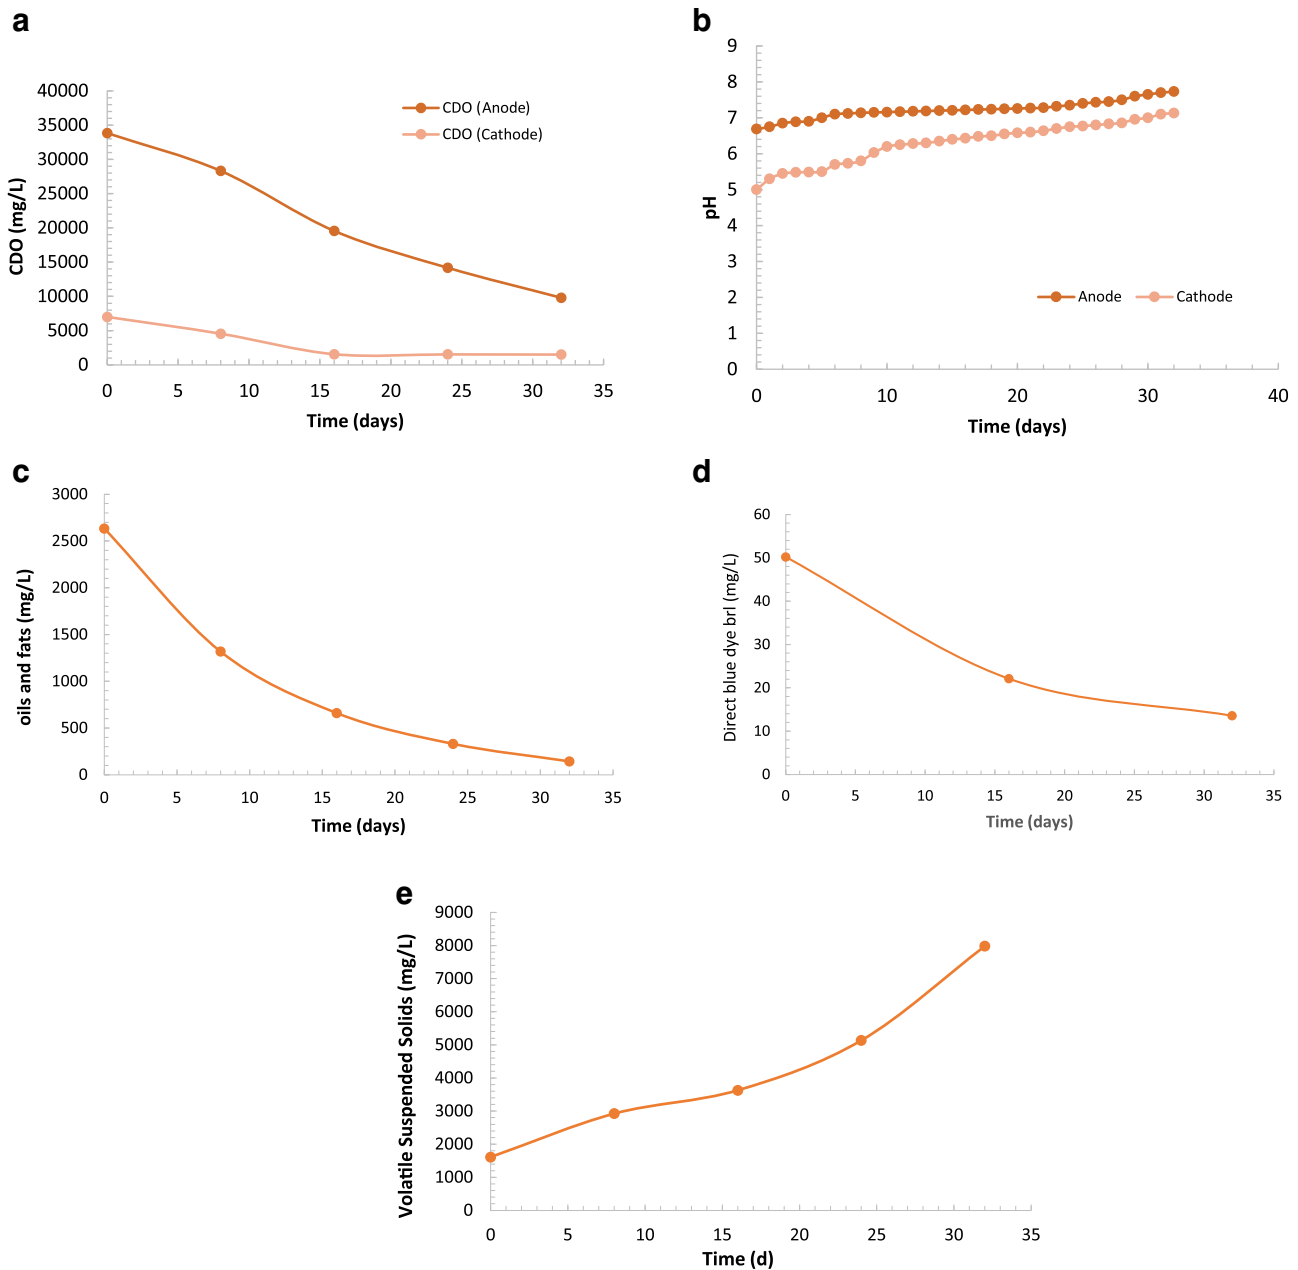 a
40000
35000
30000
25000
20000
15000
10000
5000
0
CDO (mg/L)
CDO (Anode)
CDO (Cathode)
0 5 10 15 20 25 30 35
Time (days)
b
9
8
7
6
5
4
3
2
1
0
pH
Anode Cathode
0 10 20 30 40
Time (days)
c
3000
2500
2000
1500
1000
500
0
oils and fats (mg/L)
0 5 10 15 20 25 30 35
Time (days)
d
60
50
40
30
20
10
0
Direct blue dye brl (mg/L)
0 5 10 15 20 25 30 35
Time (days)
e
9000
8000
7000
6000
5000
4000
3000
2000
1000
0
Volatile Suspended Solids (mg/L)
0 5 10 15 20 25 30 35
Time (d)